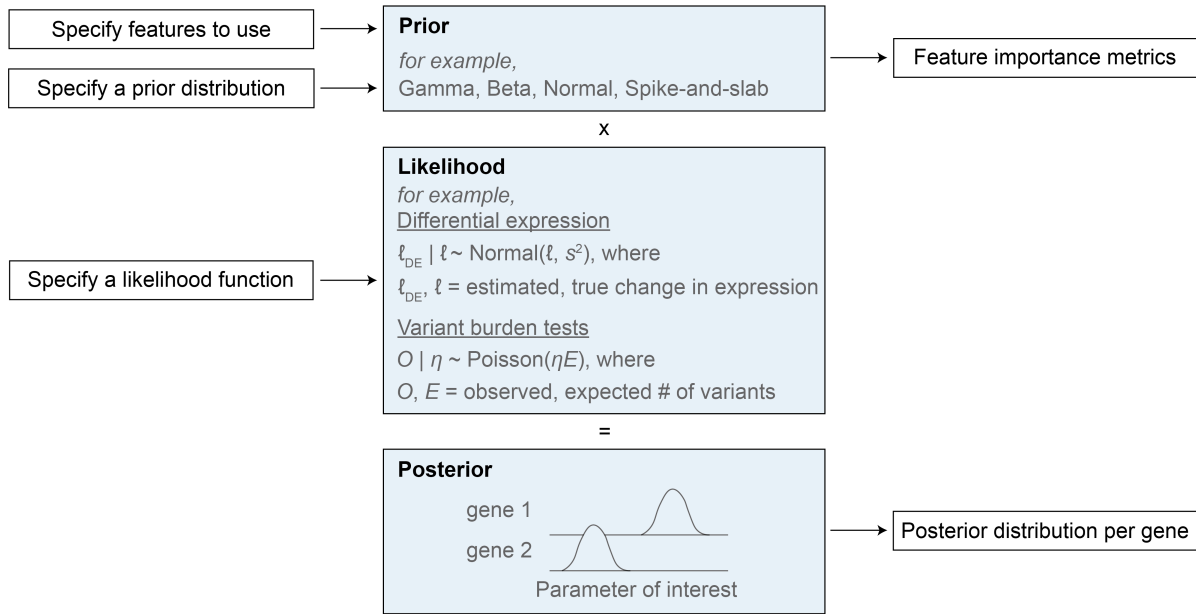 Specify features to use
Specify a prior distribution
Prior
for example,
Gamma, Beta, Normal, Spike-and-slab
Feature importance metrics
x
Specify a likelihood function
Likelihood
for example,
Differential expression
ℓ_DE | ℓ ~ Normal(ℓ, s²), where
ℓ_DE, ℓ = estimated, true change in expression
Variant burden tests
O | η ~ Poisson(ηE), where
O, E = observed, expected # of variants
=
Posterior
gene 1
gene 2
Parameter of interest
Posterior distribution per gene